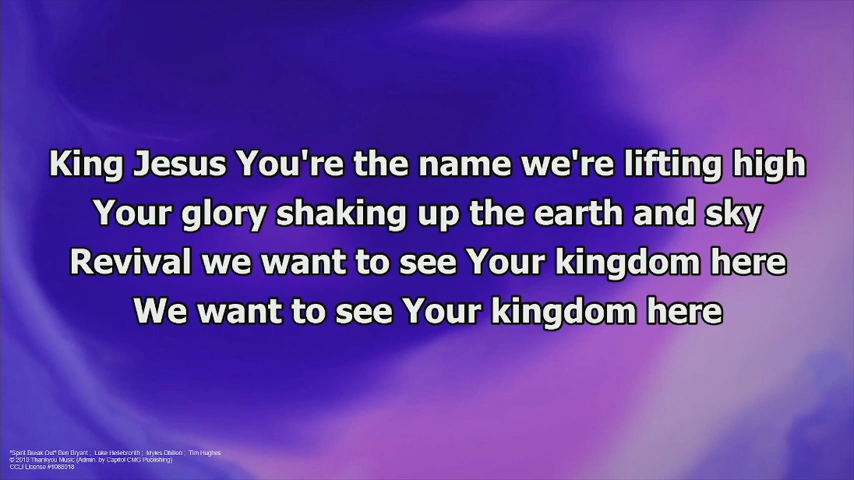 King Jesus You're the name we're lifting high
Your glory shaking up the earth and sky
Revival we want to see Your kingdom here
We want to see Your kingdom here
"Spirit Break Out" Ben Bryant ; Luke Hellebronth ; Myles Dhillon ; Tim Hughes
© 2010 Thankyou Music (Admin. by Capitol CMG Publishing)
CCLI License